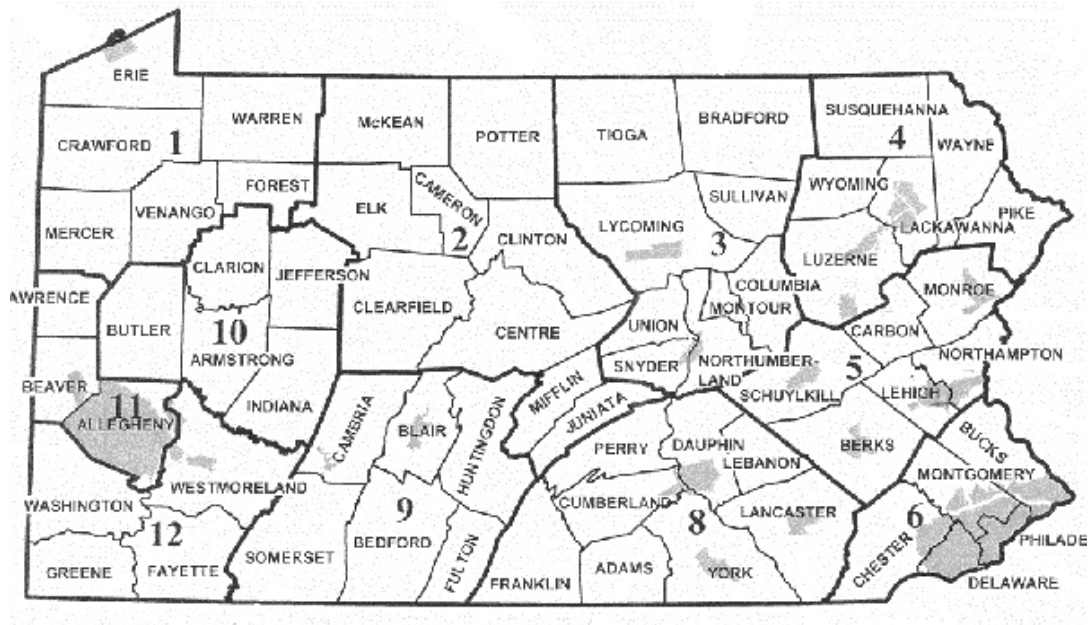 ERIE
CRAWFORD
1
WARREN
McKEAN
POTTER
TIOGA
BRADFORD
SUSQUEHANNA
4
WAYNE
MERCER
VENANGO
FOREST
ELK
CAMERON
2
CLINTON
LYCOMING
3
SULLIVAN
WYOMING
LACKAWANNA
PIKE
LUZERNE
AWRENCE
BUTLER
CLARION
JEFFERSON
10
ARMSTRONG
CLEARFIELD
CENTRE
UNION
SNYDER
MONTOUR
COLUMBIA
NORTHUMBER-
LAND
MONROE
CARBON
NORTHAMPTON
5
SCHUYLKILL
LEHIGH
BEAVER
11
ALLEGHENY
INDIANA
CAMBRIA
BLAIR
HUNTINGDON
MIFFLIN
JUNIATA
PERRY
DAUPHIN
LEBANON
BERKS
BUCKS
MONTGOMERY
WASHINGTON
WESTMORELAND
12
GREENE
FAYETTE
SOMERSET
9
BEDFORD
FULTON
FRANKLIN
CUMBERLAND
ADAMS
8
YORK
LANCASTER
6
CHESTER
PHILADE
DELAWARE